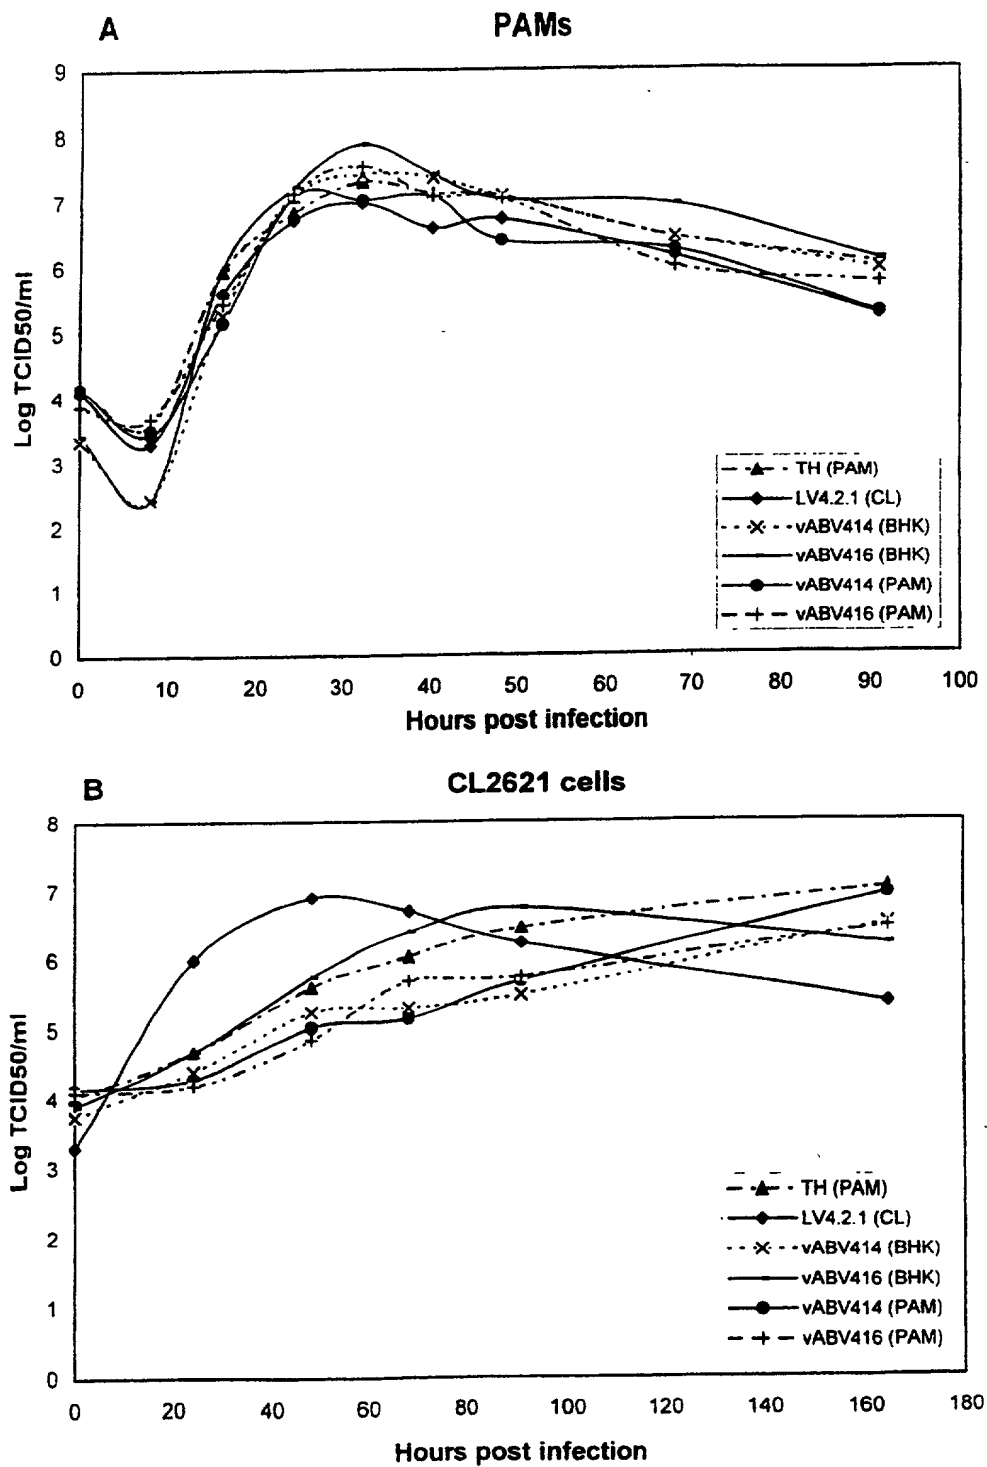 A
PAMs
Log TCID50/ml
9
8
7
6
5
4
3
2
1
0
0 10 20 30 40 50 60 70 80 90 100
Hours post infection
TH (PAM)
LV4.2.1 (CL)
vABV414 (BHK)
vABV416 (BHK)
vABV414 (PAM)
vABV416 (PAM)
B
CL2621 cells
Log TCID50/ml
8
7
6
5
4
3
2
1
0
0 20 40 60 80 100 120 140 160 180
Hours post infection
TH (PAM)
LV4.2.1 (CL)
vABV414 (BHK)
vABV416 (BHK)
vABV414 (PAM)
vABV416 (PAM)